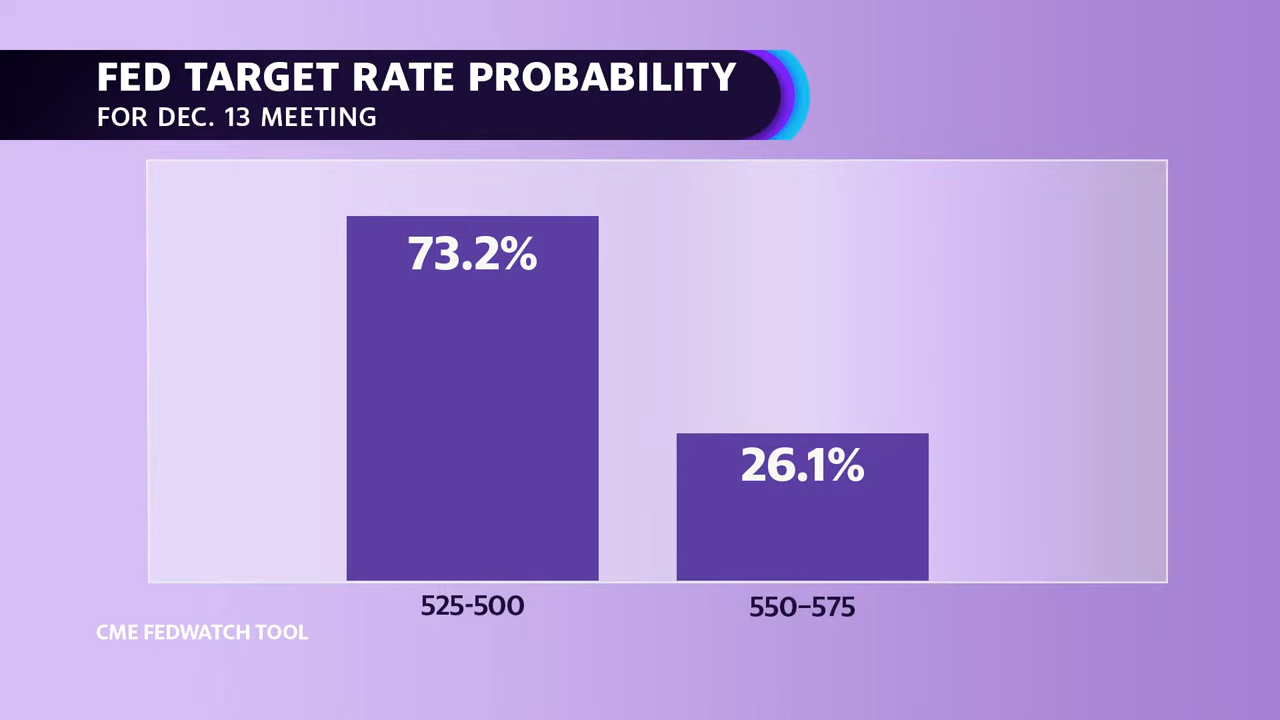 FED TARGET RATE PROBABILITY
FOR DEC. 13 MEETING
73.2%
26.1%
525-500
550–575
CME FEDWATCH TOOL